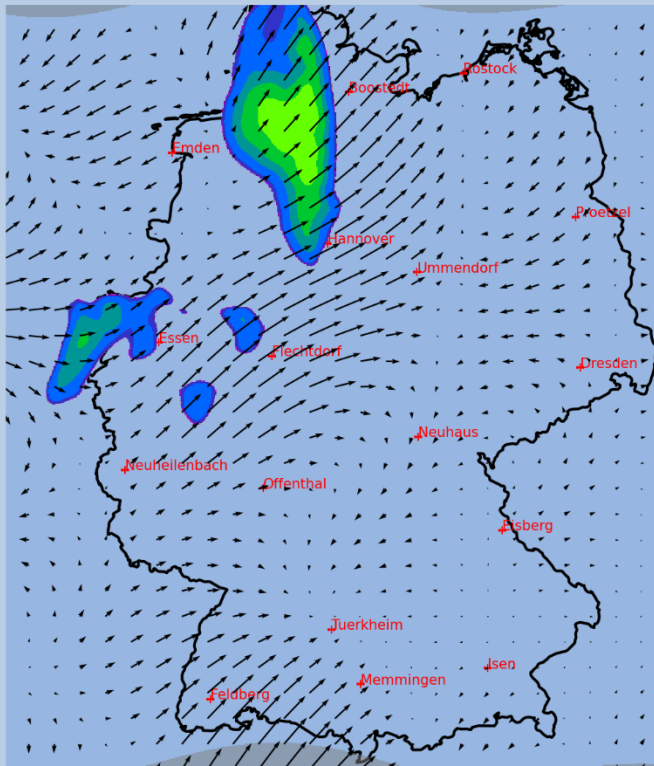 Rostock
Boostedt
Emden
Proetzel
Hannover
Ummendorf
Essen
Flechtdorf
Dresden
Neuhaus
Neuheilenbach
Offenthal
Eisberg
Tuerkheim
Isen
Memmingen
Feldberg